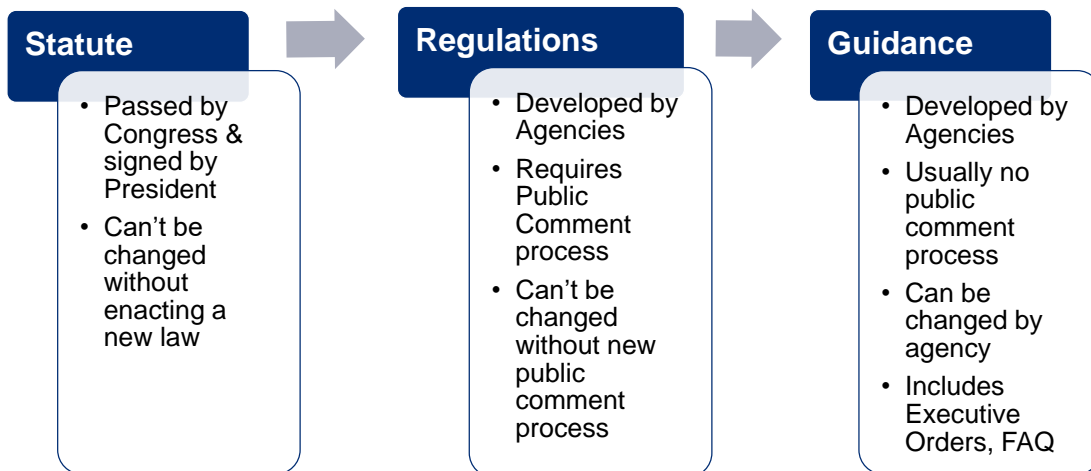 Statute
• Passed by
Congress &
signed by
President
• Can’t be
changed
without
enacting a
new law
Regulations
• Developed by
Agencies
• Requires
Public
Comment
process
• Can’t be
changed
without new
public
comment
process
Guidance
• Developed by
Agencies
• Usually no
public
comment
process
• Can be
changed by
agency
• Includes
Executive
Orders, FAQ